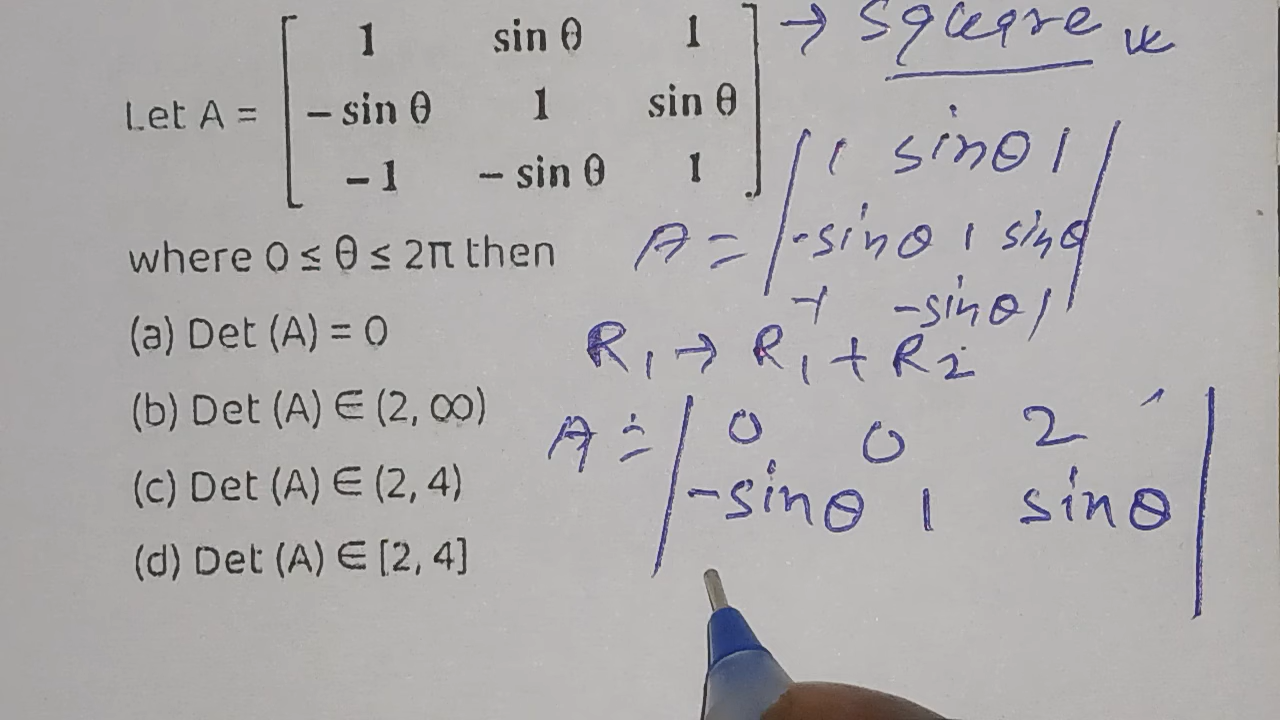 1 sin θ 1 → square
Let A = − sin θ 1 sin θ
−1 − sin θ 1
where 0 ≤ θ ≤ 2π then
(a) Det (A) = 0
(b) Det (A) ∈ (2, ∞)
(c) Det (A) ∈ (2, 4)
(d) Det (A) ∈ [2, 4]
1 sinθ 1
A = -sinθ 1 sinθ
-1 -sinθ 1
R₁ → R₁ + R₂
A = 0 0 2
-sinθ 1 sinθ